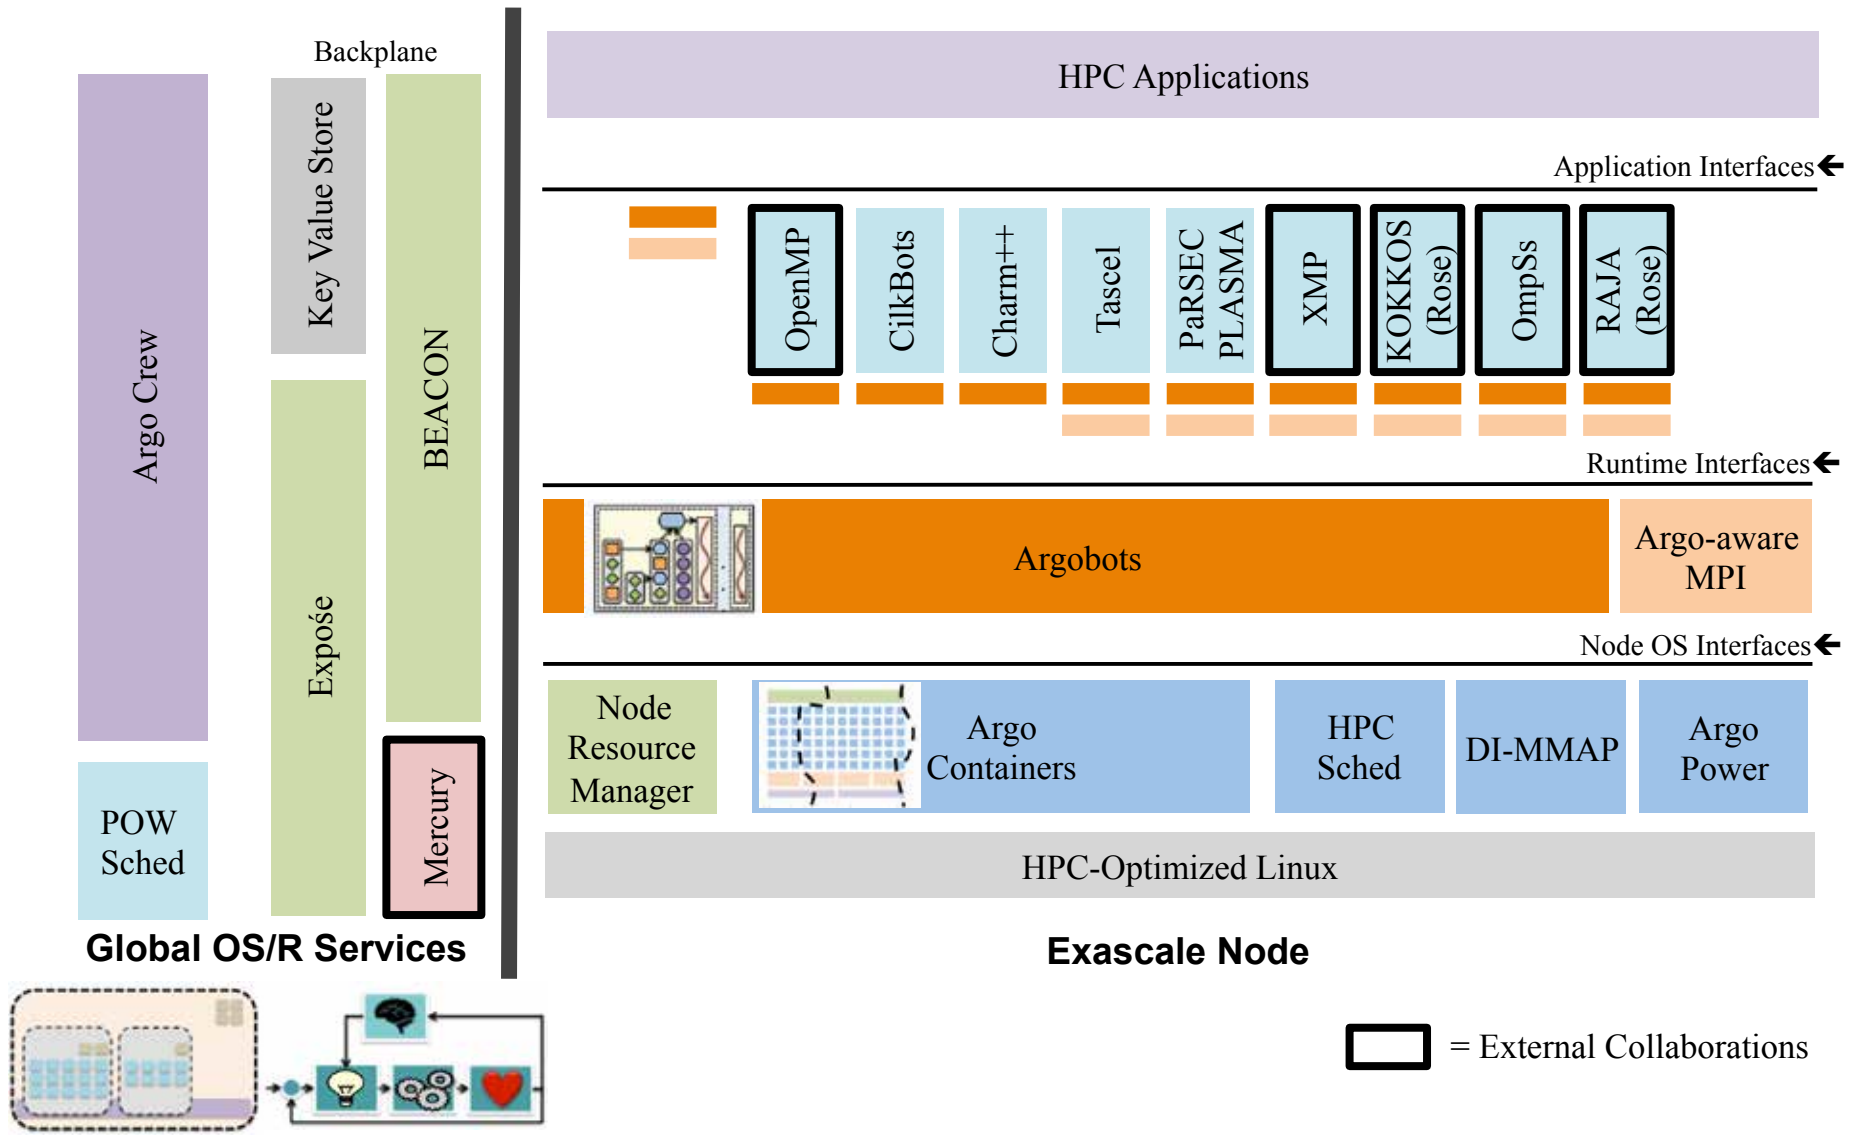 Backplane
Argo Crew
Key Value Store
BEACON
Expośe
POW
Sched
Mercury
Global OS/R Services
HPC Applications
Application Interfaces
OpenMP
CilkBots
Charm++
Tascel
PaRSEC
PLASMA
XMP
KOKKOS
(Rose)
OmpSs
RAJA
(Rose)
Runtime Interfaces
Argobots
Argo-aware
MPI
Node OS Interfaces
Node
Resource
Manager
Argo
Containers
HPC
Sched
DI-MMAP
Argo
Power
HPC-Optimized Linux
Exascale Node
= External Collaborations